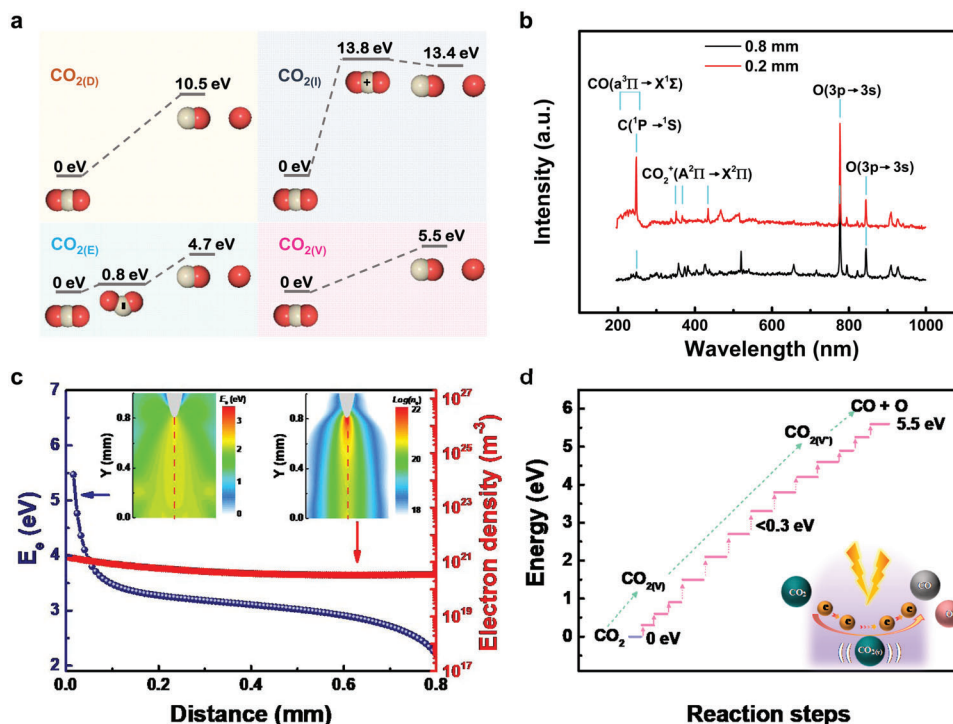 a
CO2(D)
0 eV
10.5 eV
CO2(I)
0 eV
13.8 eV
+
13.4 eV
CO2(E)
0 eV
0.8 eV
4.7 eV
CO2(V)
0 eV
5.5 eV
b
0.8 mm
0.2 mm
CO(a³Π→X¹Σ)
C(¹P→¹S)
CO2⁺(A²Π→X²Π)
O(3p→3s)
O(3p→3s)
Intensity (a.u.)
200 400 600 800 1000
Wavelength (nm)
c
7
6
5
4
3
2
Ee (eV)
Ee (eV)
3
2
1
0
Y (mm)
0.8
0.4
0.0
Log(ne)
22
20
18
Y (mm)
0.8
0.4
0.0
10²⁷
10²⁶
10²³
10²¹
10¹⁹
10¹⁷
Electron density (m⁻³)
0.0 0.2 0.4 0.6 0.8
Distance (mm)
d
6
5
4
3
2
1
0
Energy (eV)
CO + O
5.5 eV
CO2(V*)
<0.3 eV
CO2(V)
CO2
0 eV
CO2
CO
O
e
e
e
e
CO2(v)
Reaction steps